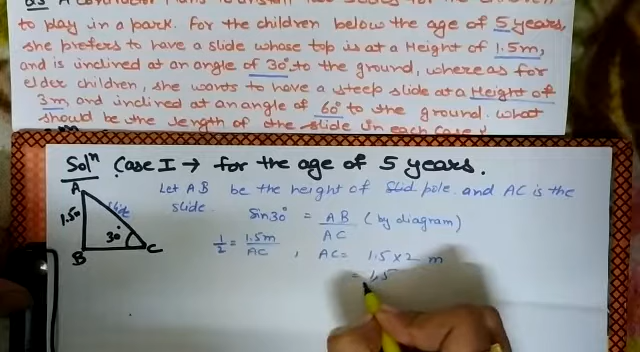 to play in a park. For the children below the age of 5 years,
she prefers to have a slide whose top is at a Height of 1.5m,
and is inclined at an angle of 30° to the ground, whereas for
elder children, she wants to have a steep slide at a Height of
3m, and inclined at an angle of 60° to the ground. what
should be the length of the slide in each case?
Solⁿ Case I → for the age of 5 years.
Let AB be the height of pole. and AC is the
slide.
A
1.5m
30°
B
C
Sin30° = AB/AC (by diagram)
1/2 = 1.5m/AC , AC = 1.5 × 2 m
= 1.5